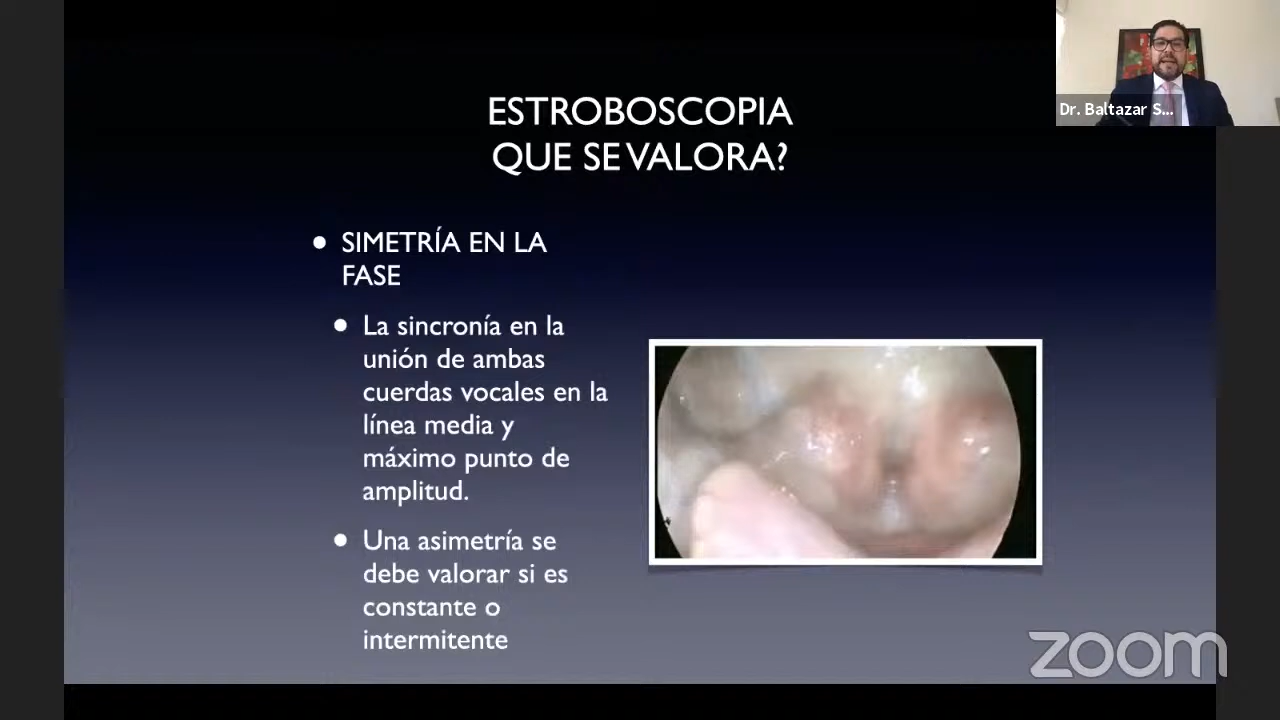 ESTROBOSCOPIA
QUE SE VALORA?
Dr. Baltazar S...
• SIMETRÍA EN LA
FASE
• La sincronía en la
unión de ambas
cuerdas vocales en la
línea media y
máximo punto de
amplitud.
• Una asimetría se
debe valorar si es
constante o
intermitente
zoom